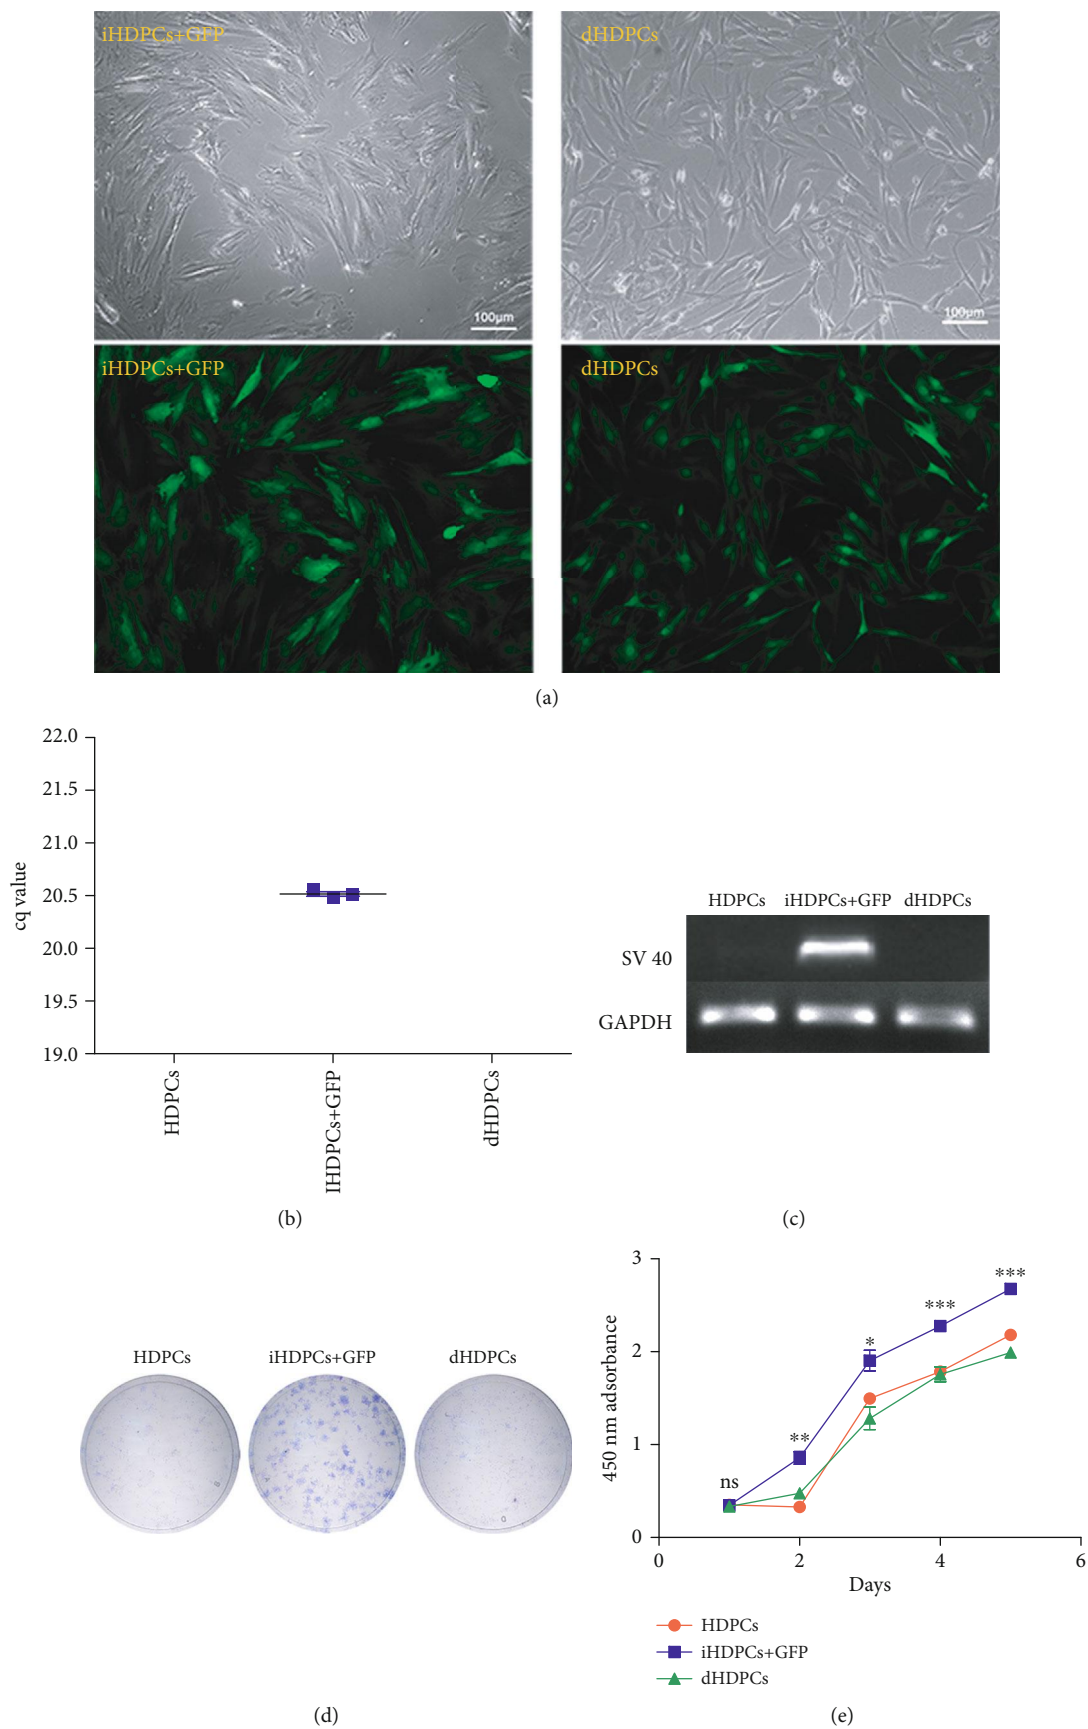 iHDPCs+GFP
dHDPCs
100μm
100μm
iHDPCs+GFP
dHDPCs
(a)
22.0
21.5
21.0
20.5
20.0
19.5
19.0
cq value
HDPCs
IHDPCs+GFP
dHDPCs
(b)
HDPCs iHDPCs+GFP dHDPCs
SV 40
GAPDH
(c)
HDPCs
iHDPCs+GFP
dHDPCs
(d)
3
2
1
0
450 nm adsorbance
ns
**
*
***
***
0
2
4
6
Days
HDPCs
iHDPCs+GFP
dHDPCs
(e)